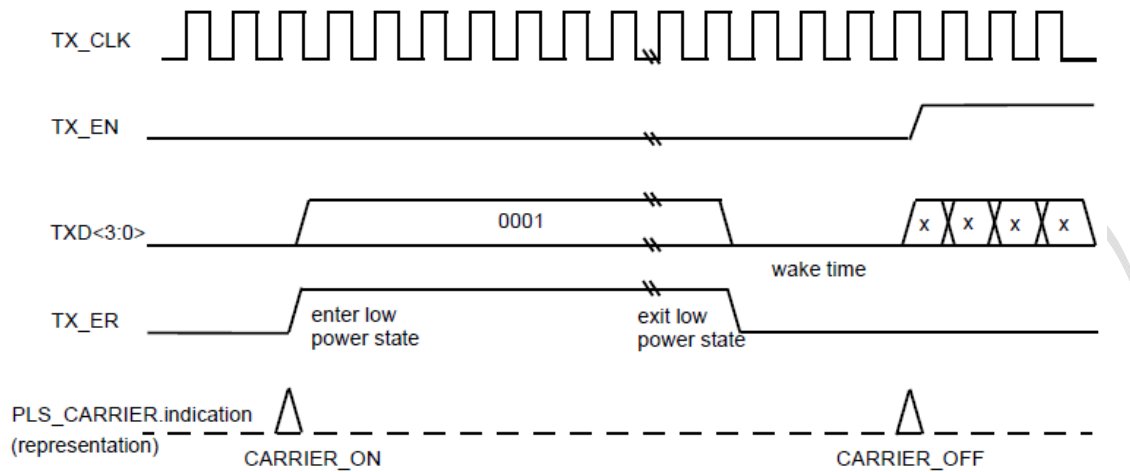 TX_CLK
TX_EN
TXD<3:0>
0001
x x x x
wake time
TX_ER
enter low
power state
exit low
power state
PLS_CARRIER.indication
(representation)
CARRIER_ON
CARRIER_OFF